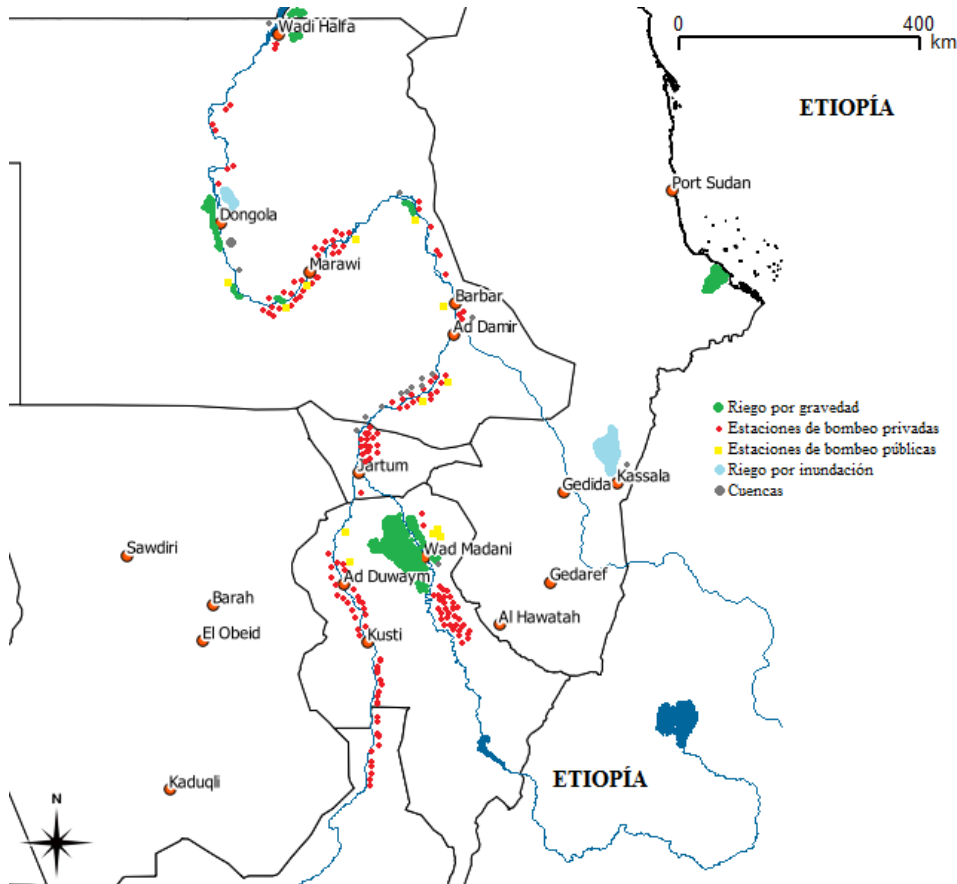 Wadi Halfa
0 400
km
ETIOPÍA
Port Sudan
Dongola
Marawi
Barbar
Ad Damir
Riego por gravedad
Estaciones de bombeo privadas
Estaciones de bombeo públicas
Riego por inundación
Cuencas
Jartum
Kassala
Gedida
Sawdiri
Wad Madani
Ad Duwaym
Gedaref
Barah
Al Hawatah
El Obeid
Kusti
ETIOPÍA
Kaduqli
N